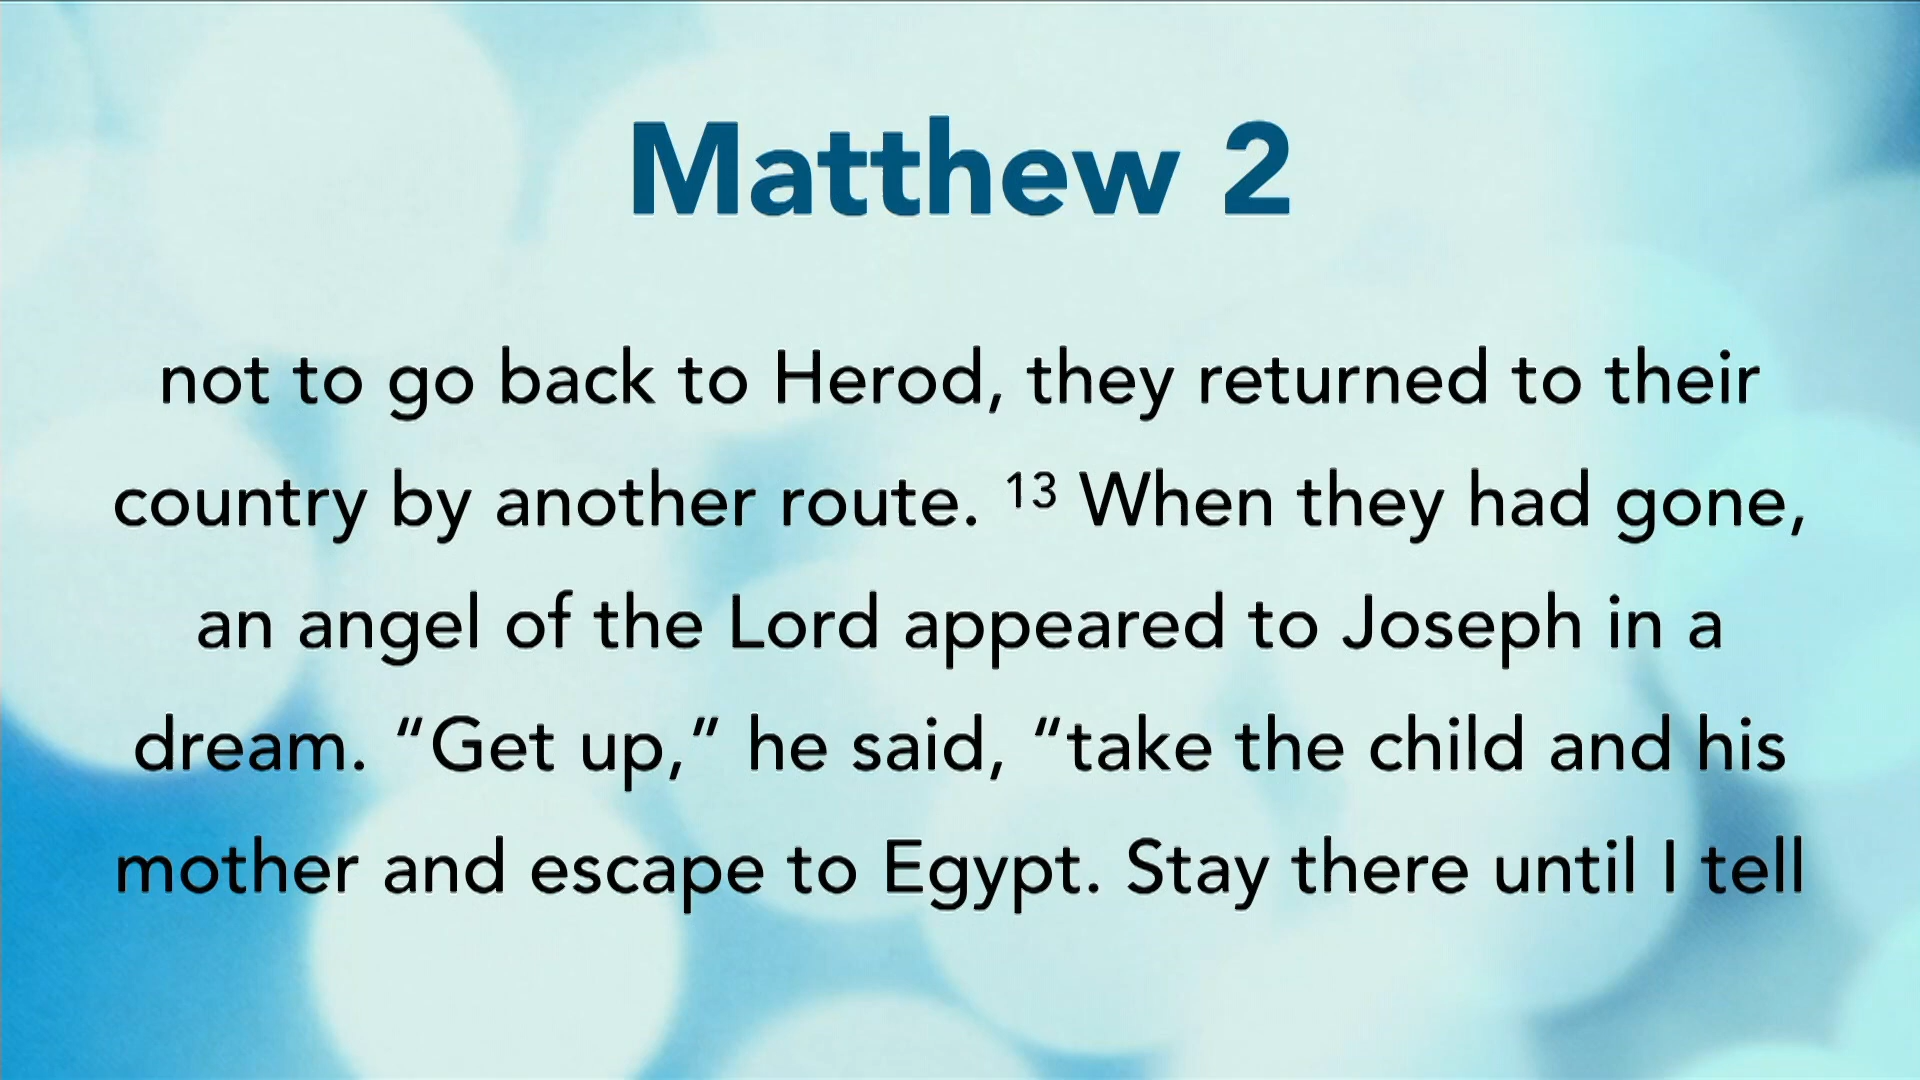 Matthew 2
not to go back to Herod, they returned to their
country by another route. ¹³ When they had gone,
an angel of the Lord appeared to Joseph in a
dream. “Get up,” he said, “take the child and his
mother and escape to Egypt. Stay there until I tell